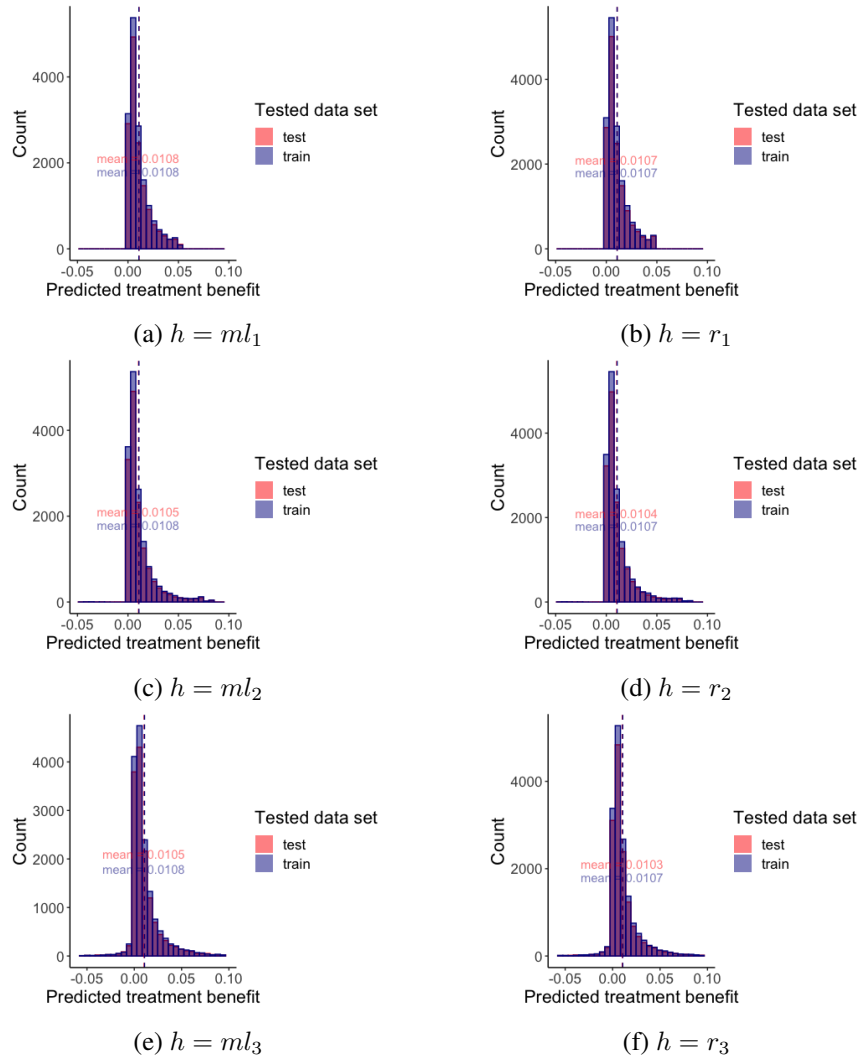 4000
2000
0
Count
mean = 0.0108
mean = 0.0108
-0.05 0.00 0.05 0.10
Predicted treatment benefit
Tested data set
test
train
(a) h = ml₁
4000
2000
0
Count
mean = 0.0107
mean = 0.0107
-0.05 0.00 0.05 0.10
Predicted treatment benefit
Tested data set
test
train
(b) h = r₁
4000
2000
0
Count
mean = 0.0105
mean = 0.0108
-0.05 0.00 0.05 0.10
Predicted treatment benefit
Tested data set
test
train
(c) h = ml₂
4000
2000
0
Count
mean = 0.0104
mean = 0.0107
-0.05 0.00 0.05 0.10
Predicted treatment benefit
Tested data set
test
train
(d) h = r₂
4000
3000
2000
1000
0
Count
mean = 0.0105
mean = 0.0108
-0.05 0.00 0.05 0.10
Predicted treatment benefit
Tested data set
test
train
(e) h = ml₃
4000
2000
0
Count
mean = 0.0103
mean = 0.0107
-0.05 0.00 0.05 0.10
Predicted treatment benefit
Tested data set
test
train
(f) h = r₃